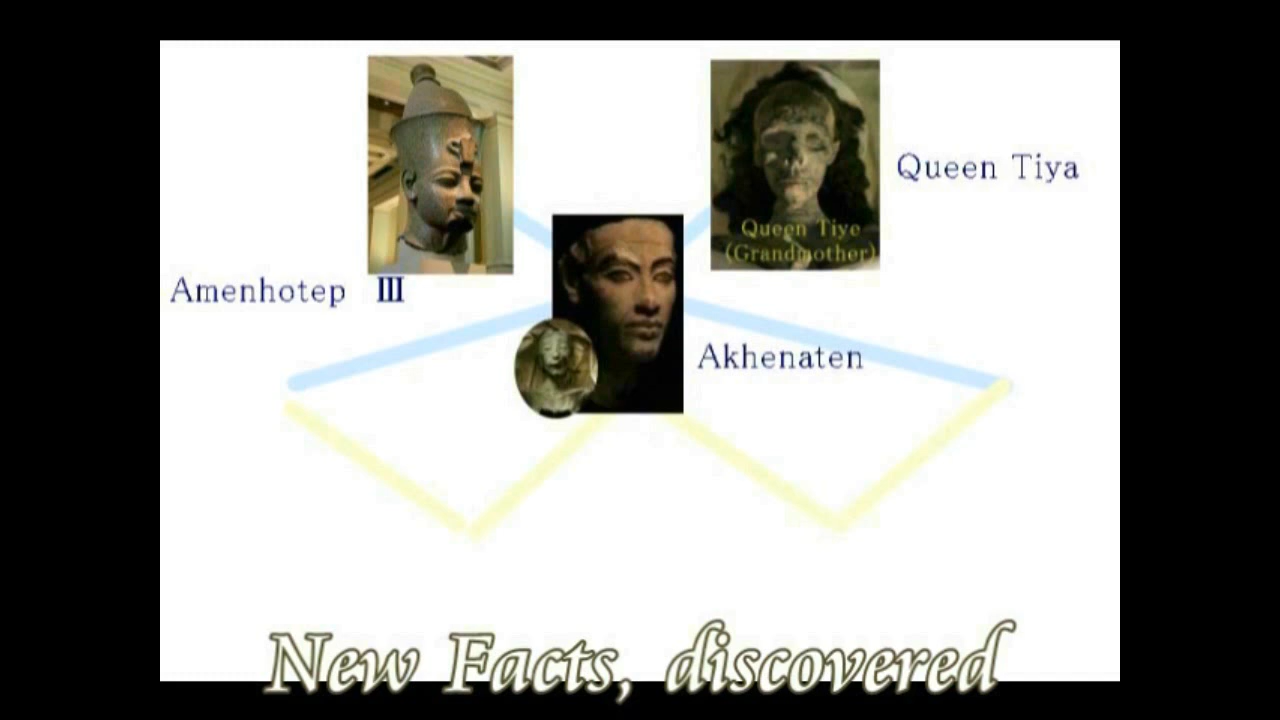 Queen Tiya
Queen Tiye
(Grandmother)
Amenhotep III
Akhenaten
New Facts, discovered